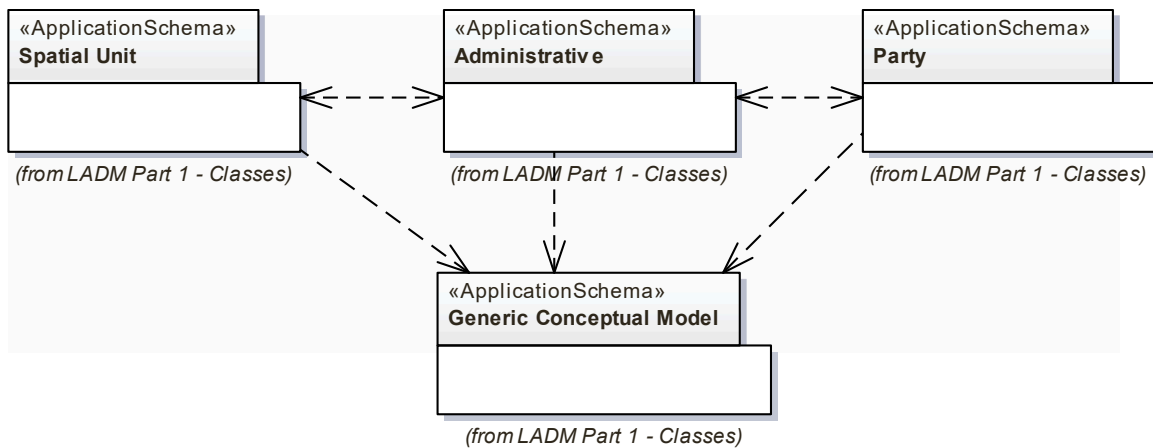 «ApplicationSchema»
Spatial Unit
(from LADM Part 1 - Classes)
«ApplicationSchema»
Administrative
(from LADM Part 1 - Classes)
«ApplicationSchema»
Party
(from LADM Part 1 - Classes)
«ApplicationSchema»
Generic Conceptual Model
(from LADM Part 1 - Classes)